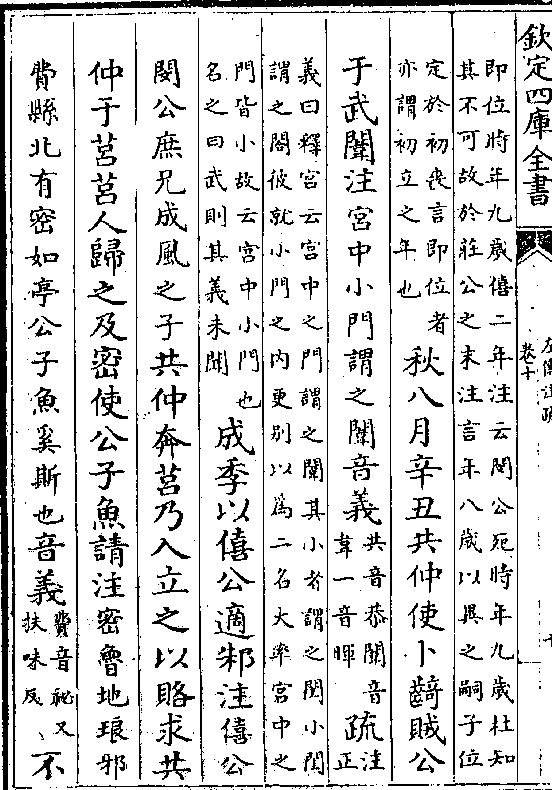 欽定四庫全書
卷十
即位時年九歲僖二年注云閔公死時年九歲杜知
其不可故於莊公之末注言年八歲以異之嗣子位
定於初喪言即位者
亦謂初立之年也
秋八月辛丑共仲使卜齮賊公
于武闈注宮中小門謂之闈音義
共音恭闈音
韋一音暉
疏
注
正
義曰釋宮云宮中之門謂之闈其小者謂之閨小閨
謂之閤彼就小門之内更別以爲二名大率宮中之
門皆小故云宮中小門也
名之曰武則其義未聞
成季以僖公適邾注僖公
閔公庶兄成風之子共仲奔莒乃入立之以賂求共
仲于莒莒人歸之及密使公子魚請注密魯地琅邪
費縣北有密如亭公子魚奚斯也音義
費音祕又
扶味反、
不